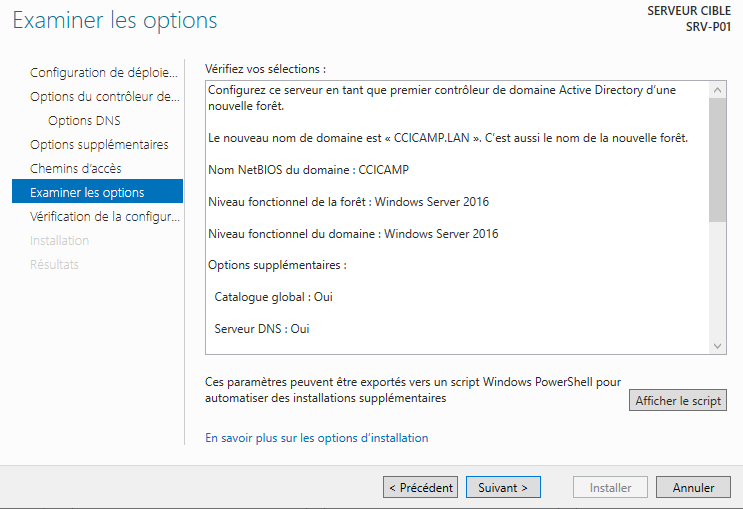 Examiner les options
SERVEUR CIBLE
SRV-P01
Configuration de déploie...
Options du contrôleur de...
Options DNS
Options supplémentaires
Chemins d'accès
Examiner les options
Vérification de la configur...
Installation
Résultats
Vérifiez vos sélections :
Configurez ce serveur en tant que premier contrôleur de domaine Active Directory d'une
nouvelle forêt.
Le nouveau nom de domaine est « CCICAMP.LAN ». C'est aussi le nom de la nouvelle forêt.
Nom NetBIOS du domaine : CCICAMP
Niveau fonctionnel de la forêt : Windows Server 2016
Niveau fonctionnel du domaine : Windows Server 2016
Options supplémentaires :
Catalogue global : Oui
Serveur DNS : Oui
Ces paramètres peuvent être exportés vers un script Windows PowerShell pour
automatiser des installations supplémentaires
Afficher le script
En savoir plus sur les options d'installation
< Précédent
Suivant >
Installer
Annuler